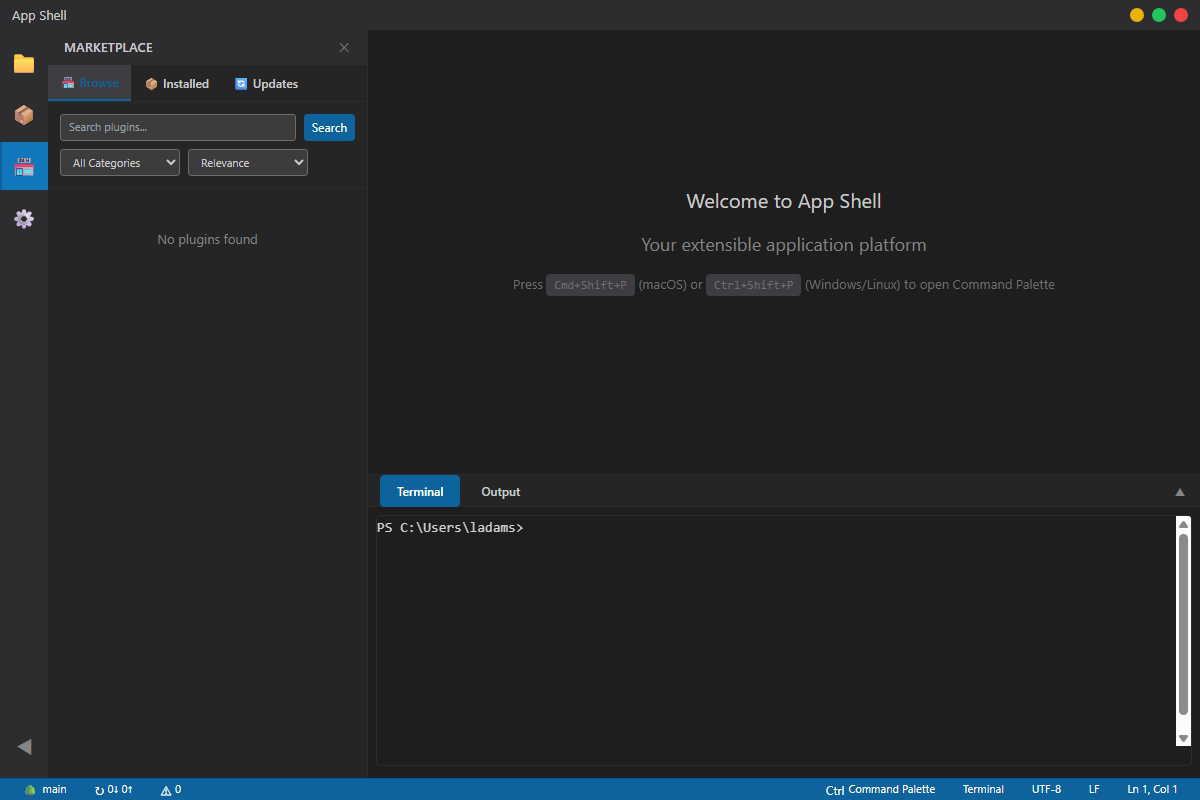 App Shell
MARKETPLACE
Browse Installed Updates
Search plugins... Search
All Categories Relevance
No plugins found
Welcome to App Shell
Your extensible application platform
Press Cmd+Shift+P (macOS) or Ctrl+Shift+P (Windows/Linux) to open Command Palette
Terminal Output
PS C:\Users\ladams>
main ↻ 0↓ 0↑ ⚠ 0 Ctrl Command Palette Terminal UTF-8 LF Ln 1, Col 1